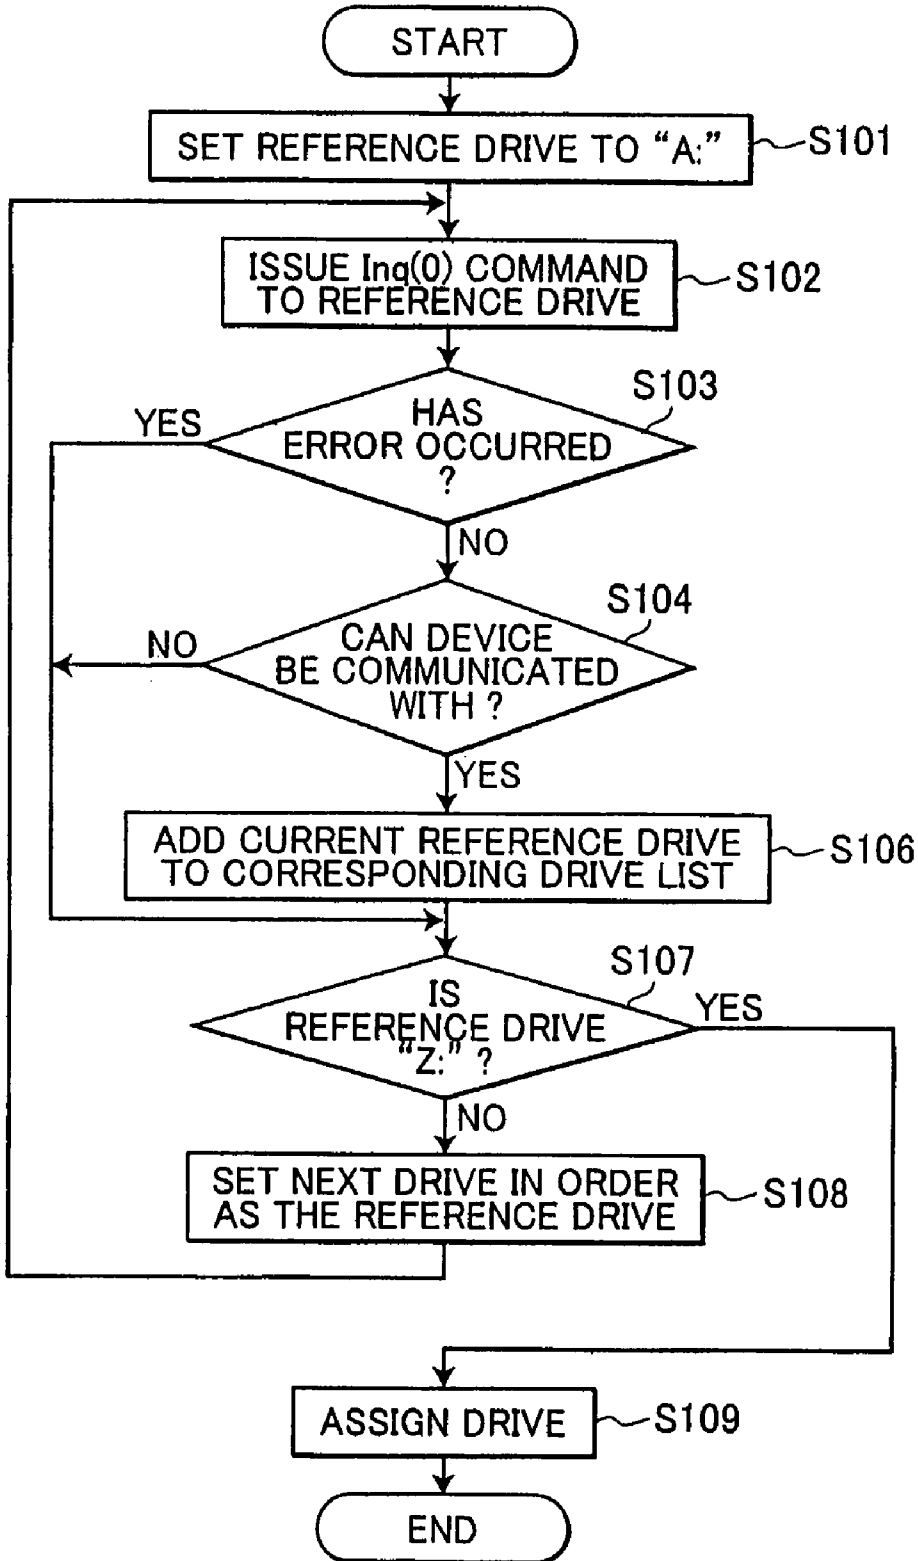 START
SET REFERENCE DRIVE TO “A:”
S101
ISSUE Inq(0) COMMAND
TO REFERENCE DRIVE
S102
HAS
ERROR OCCURRED
?
S103
YES
NO
CAN DEVICE
BE COMMUNICATED
WITH ?
S104
NO
YES
ADD CURRENT REFERENCE DRIVE
TO CORRESPONDING DRIVE LIST
S106
IS
REFERENCE DRIVE
“Z:” ?
S107
YES
NO
SET NEXT DRIVE IN ORDER
AS THE REFERENCE DRIVE
S108
ASSIGN DRIVE
S109
END